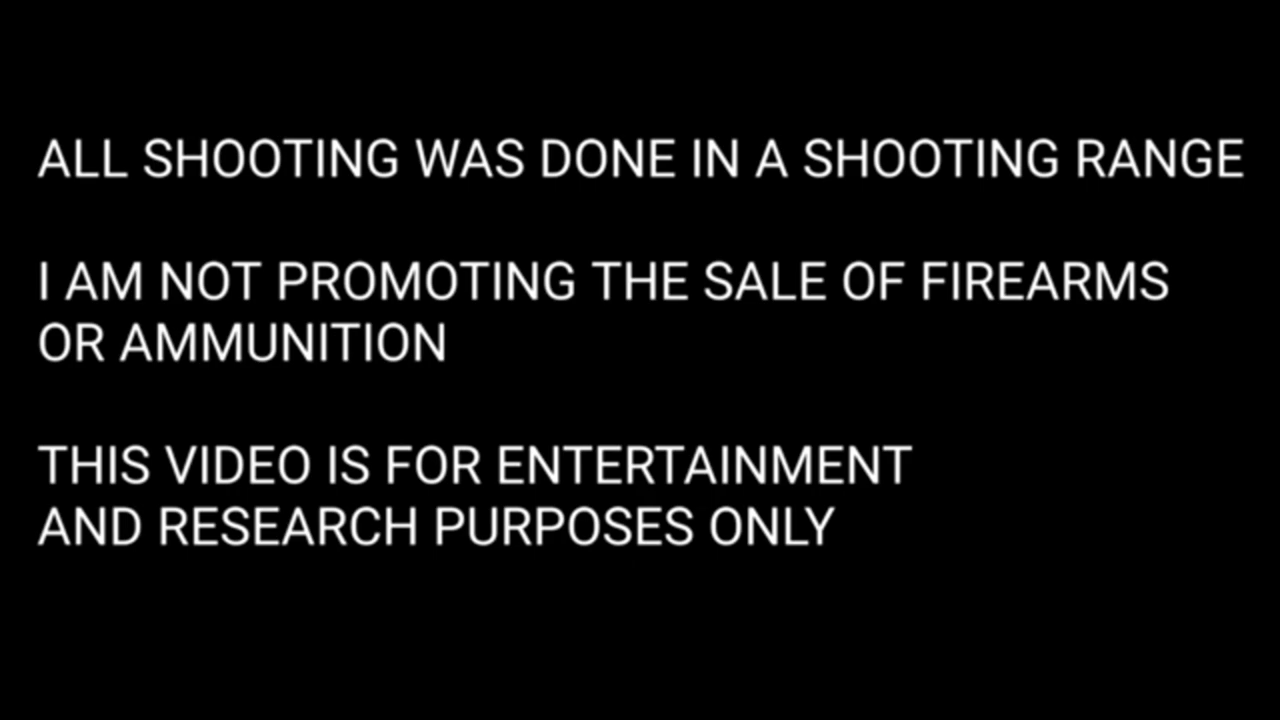 ALL SHOOTING WAS DONE IN A SHOOTING RANGE
I AM NOT PROMOTING THE SALE OF FIREARMS
OR AMMUNITION
THIS VIDEO IS FOR ENTERTAINMENT
AND RESEARCH PURPOSES ONLY